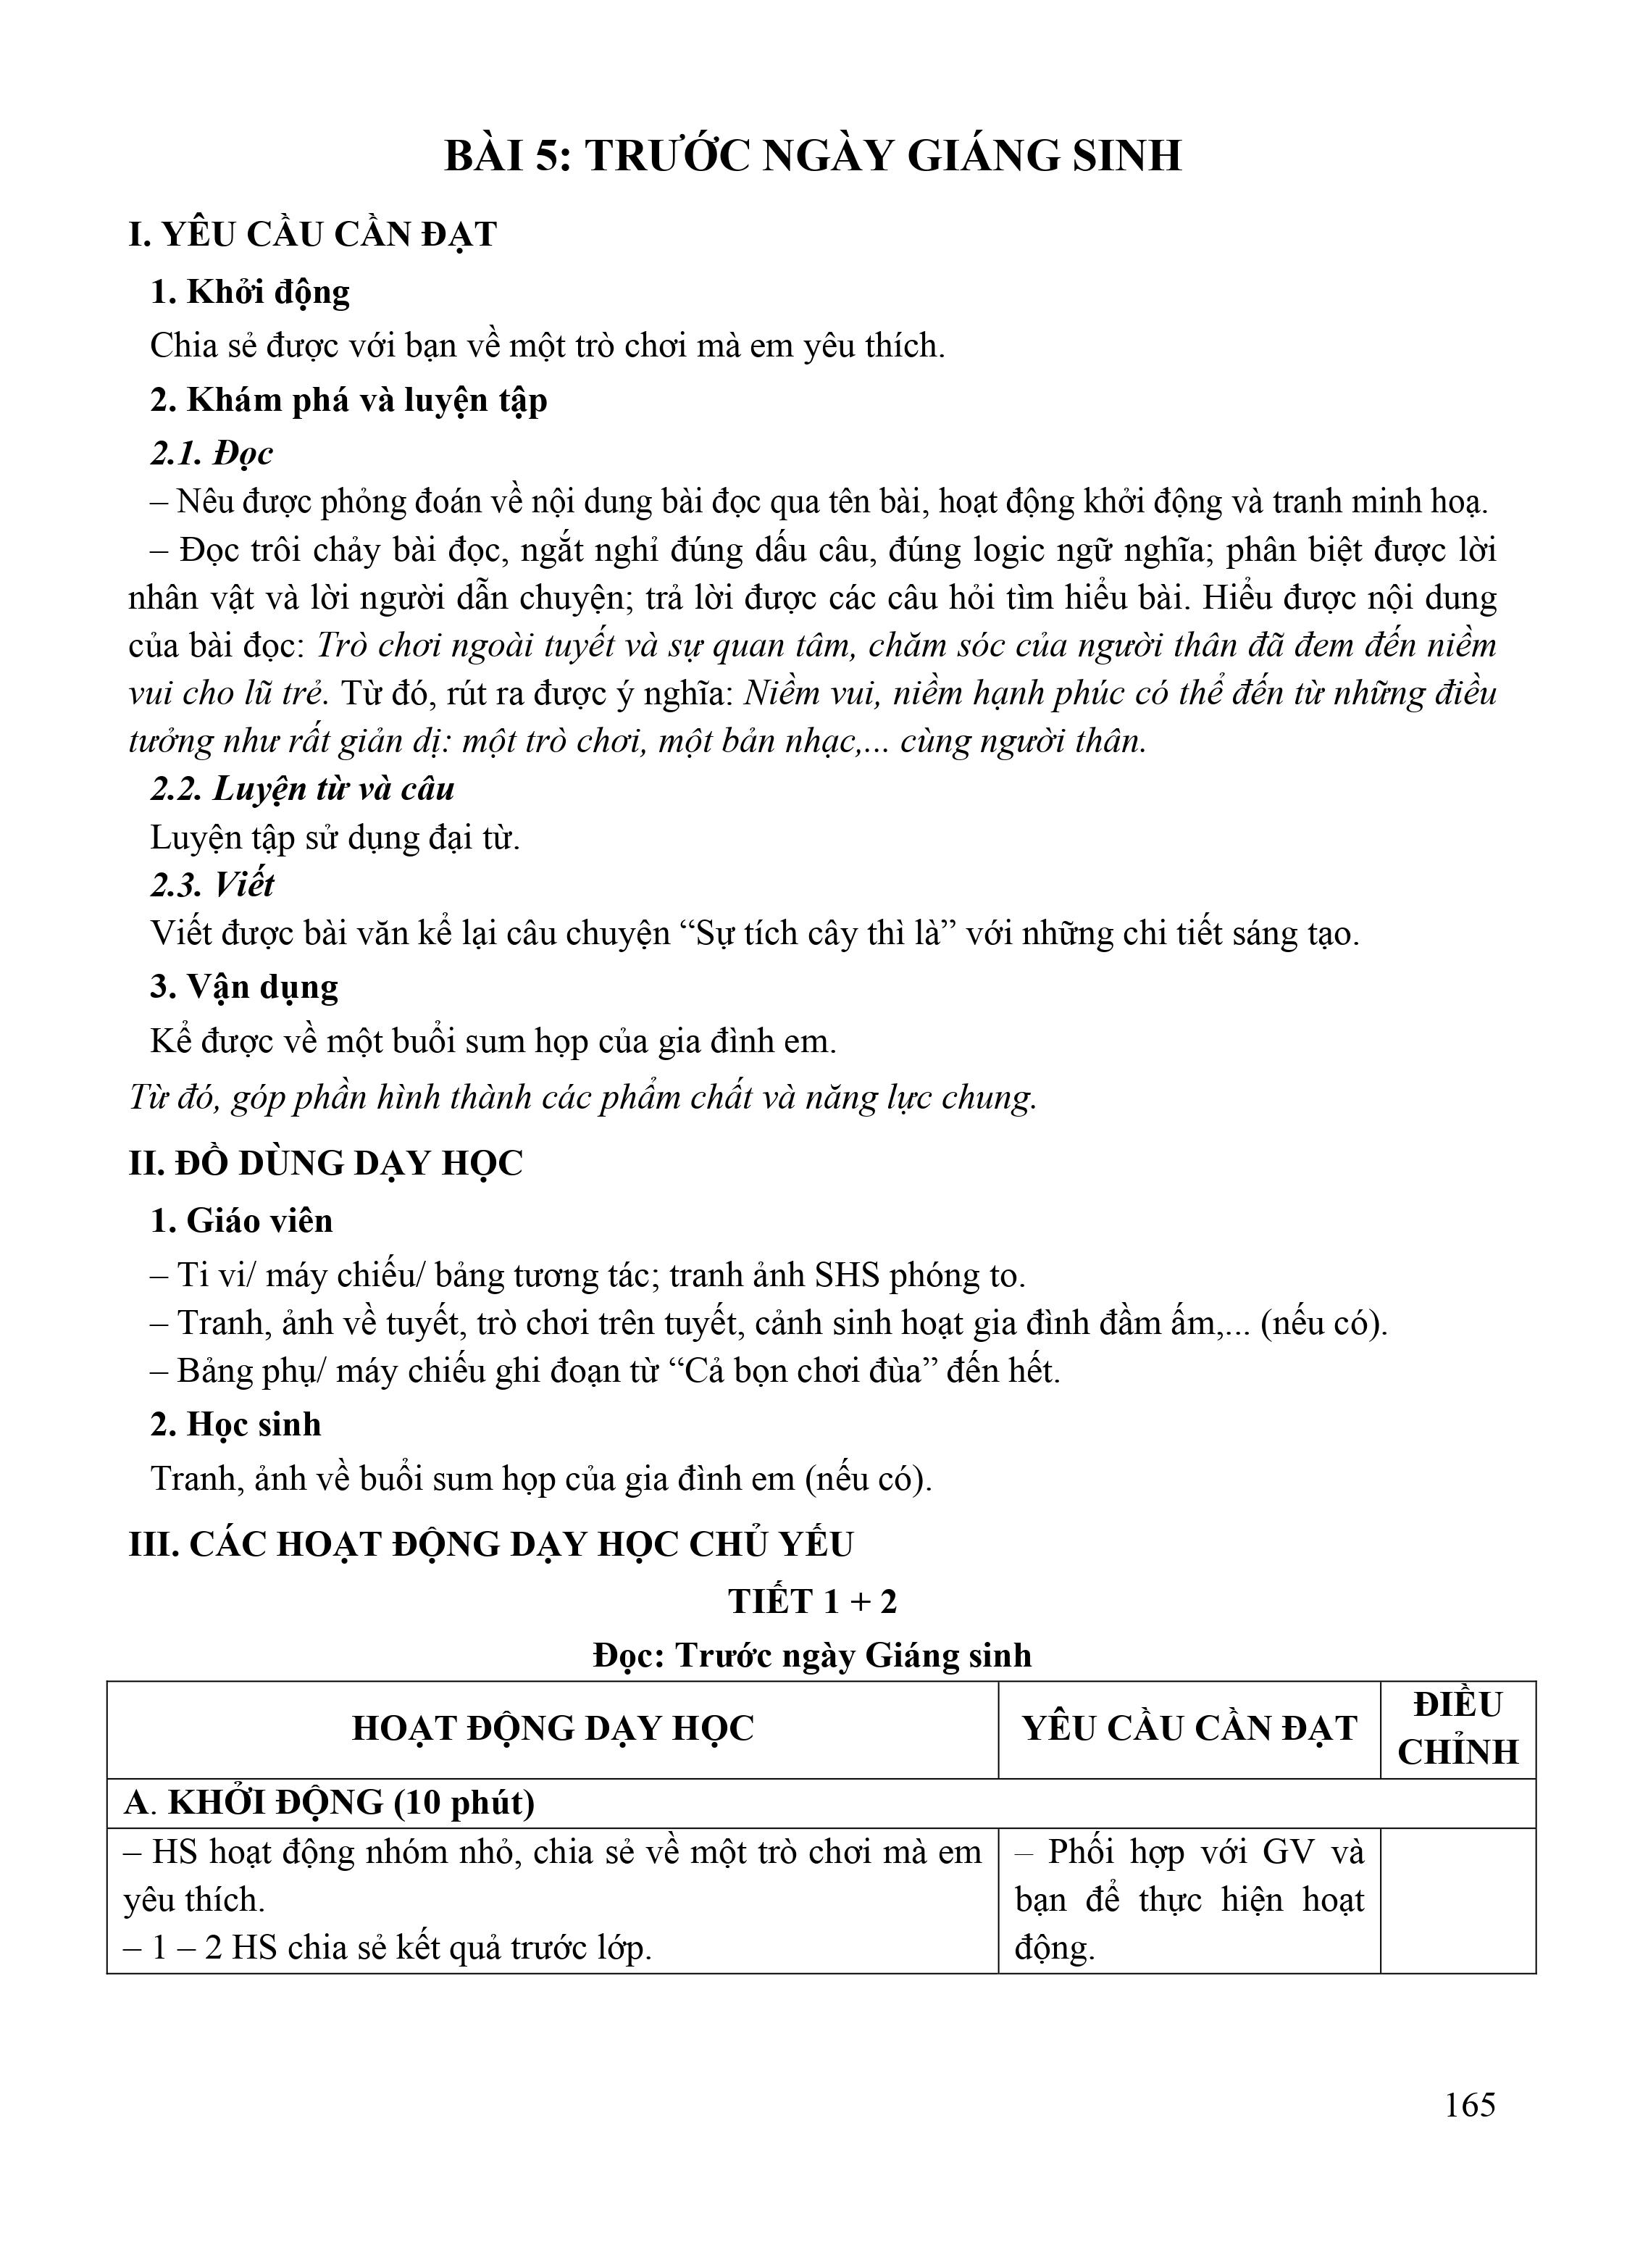 BÀI 5: TRƯỚC NGÀY GIÁNG SINH
I. YÊU CẦU CẦN ĐẠT
1. Khởi động
Chia sẻ được với bạn về một trò chơi mà em yêu thích.
2. Khám phá và luyện tập
2.1. Đọc
– Nêu được phỏng đoán về nội dung bài đọc qua tên bài, hoạt động khởi động và tranh minh hoạ.
– Đọc trôi chảy bài đọc, ngắt nghỉ đúng dấu câu, đúng logic ngữ nghĩa; phân biệt được lời
nhân vật và lời người dẫn chuyện; trả lời được các câu hỏi tìm hiểu bài. Hiểu được nội dung
của bài đọc: Trò chơi ngoài tuyết và sự quan tâm, chăm sóc của người thân đã đem đến niềm
vui cho lũ trẻ. Từ đó, rút ra được ý nghĩa: Niềm vui, niềm hạnh phúc có thể đến từ những điều
tưởng như rất giản dị: một trò chơi, một bản nhạc,... cùng người thân.
2.2. Luyện từ và câu
Luyện tập sử dụng đại từ.
2.3. Viết
Viết được bài văn kể lại câu chuyện “Sự tích cây thì là” với những chi tiết sáng tạo.
3. Vận dụng
Kể được về một buổi sum họp của gia đình em.
Từ đó, góp phần hình thành các phẩm chất và năng lực chung.
II. ĐỒ DÙNG DẠY HỌC
1. Giáo viên
– Ti vi/ máy chiếu/ bảng tương tác; tranh ảnh SHS phóng to.
– Tranh, ảnh về tuyết, trò chơi trên tuyết, cảnh sinh hoạt gia đình đầm ấm,... (nếu có).
– Bảng phụ/ máy chiếu ghi đoạn từ “Cả bọn chơi đùa” đến hết.
2. Học sinh
Tranh, ảnh về buổi sum họp của gia đình em (nếu có).
III. CÁC HOẠT ĐỘNG DẠY HỌC CHỦ YẾU
TIẾT 1 + 2
Đọc: Trước ngày Giáng sinh
HOẠT ĐỘNG DẠY HỌC
YÊU CẦU CẦN ĐẠT
ĐIỀU
CHỈNH
A. KHỞI ĐỘNG (10 phút)
– HS hoạt động nhóm nhỏ, chia sẻ về một trò chơi mà em
yêu thích.
– 1 – 2 HS chia sẻ kết quả trước lớp.
– Phối hợp với GV và
bạn để thực hiện hoạt
động.
165